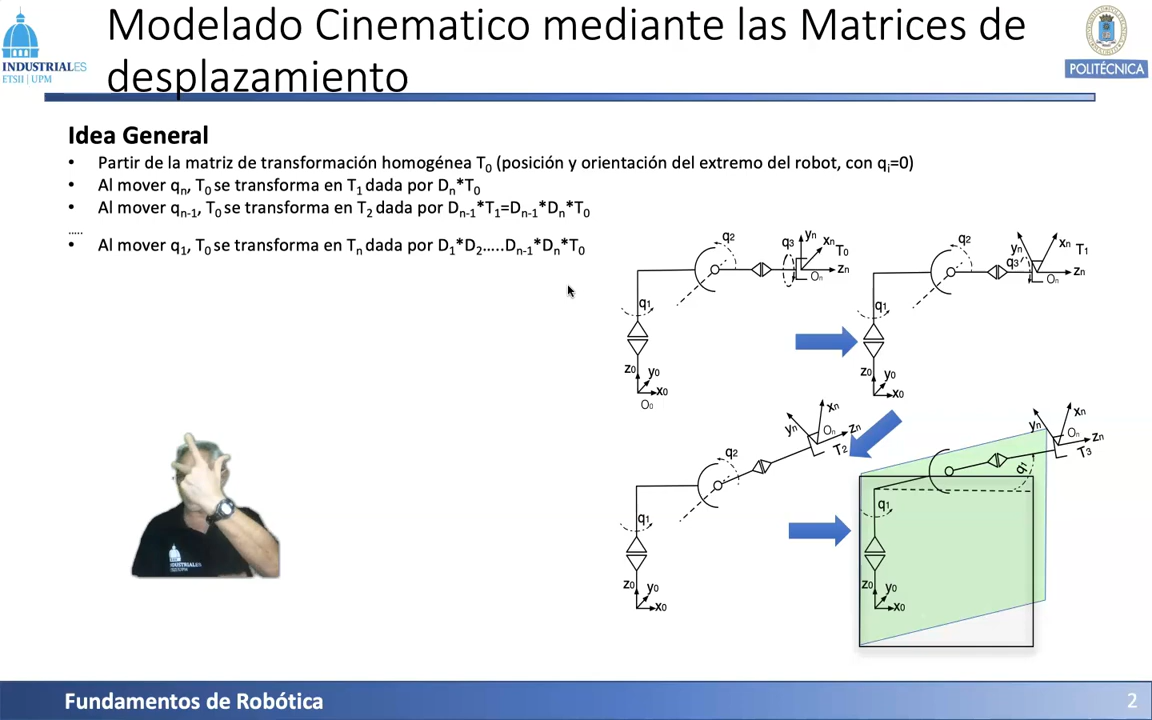 Modelado Cinematico mediante las Matrices de
desplazamiento
INDUSTRIALES
ETSII | UPM
POLITÉCNICA
Idea General
• Partir de la matriz de transformación homogénea T0 (posición y orientación del extremo del robot, con qi=0)
• Al mover qn, T0 se transforma en T1 dada por Dn*T0
• Al mover qn-1, T0 se transforma en T2 dada por Dn-1*T1=Dn-1*Dn*T0
.....
• Al mover q1, T0 se transforma en Tn dada por D1*D2.....Dn-1*Dn*T0
q2
q3
yn
xn
T0
zn
On
q1
z0
y0
x0
O0
q2
yn
xn
T1
q3
zn
On
q1
z0
y0
x0
yn
xn
On
zn
T2
q2
q1
z0
y0
x0
yn
xn
On
zn
T3
q1
q1
z0
y0
x0
INDUSTRIALES
Fundamentos de Robótica
2